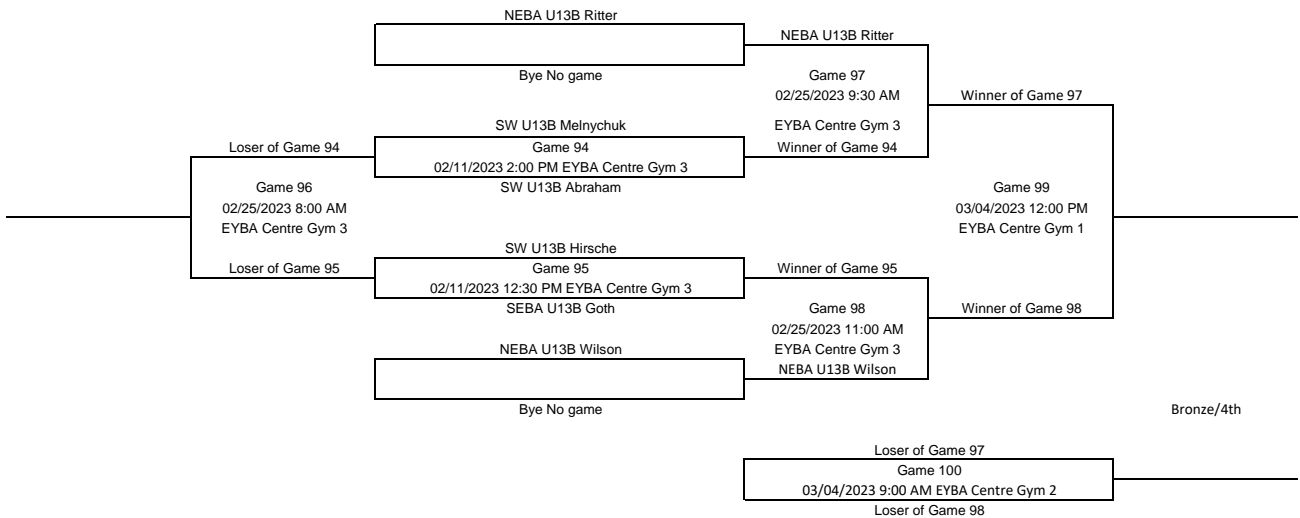 NEBA U13B Ritter
NEBA U13B Ritter
Bye No game
Game 97
02/25/2023 9:30 AM
Winner of Game 97
SW U13B Melnychuk
EYBA Centre Gym 3
Loser of Game 94
Game 94
Winner of Game 94
02/11/2023 2:00 PM EYBA Centre Gym 3
Game 96
SW U13B Abraham
Game 99
02/25/2023 8:00 AM
03/04/2023 12:00 PM
EYBA Centre Gym 3
EYBA Centre Gym 1
SW U13B Hirsche
Loser of Game 95
Game 95
Winner of Game 95
02/11/2023 12:30 PM EYBA Centre Gym 3
SEBA U13B Goth
Game 98
Winner of Game 98
02/25/2023 11:00 AM
NEBA U13B Wilson
EYBA Centre Gym 3
NEBA U13B Wilson
Bye No game
Bronze/4th
Loser of Game 97
Game 100
03/04/2023 9:00 AM EYBA Centre Gym 2
Loser of Game 98